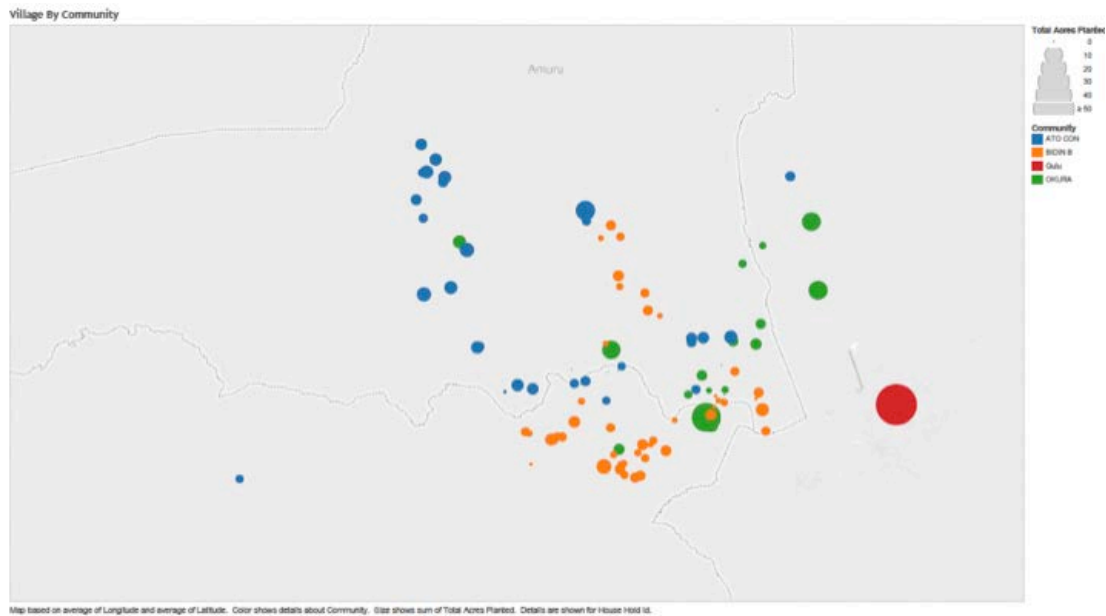 Village By Community
Amuru
Total Acres Planted
0
10
20
30
40
≥ 50
Community
ATO CON
BIDIN B
Gulu
OKURA
Map based on average of Longitude and average of Latitude. Color shows details about Community. Size shows sum of Total Acres Planted. Details are shown for House Hold Id.